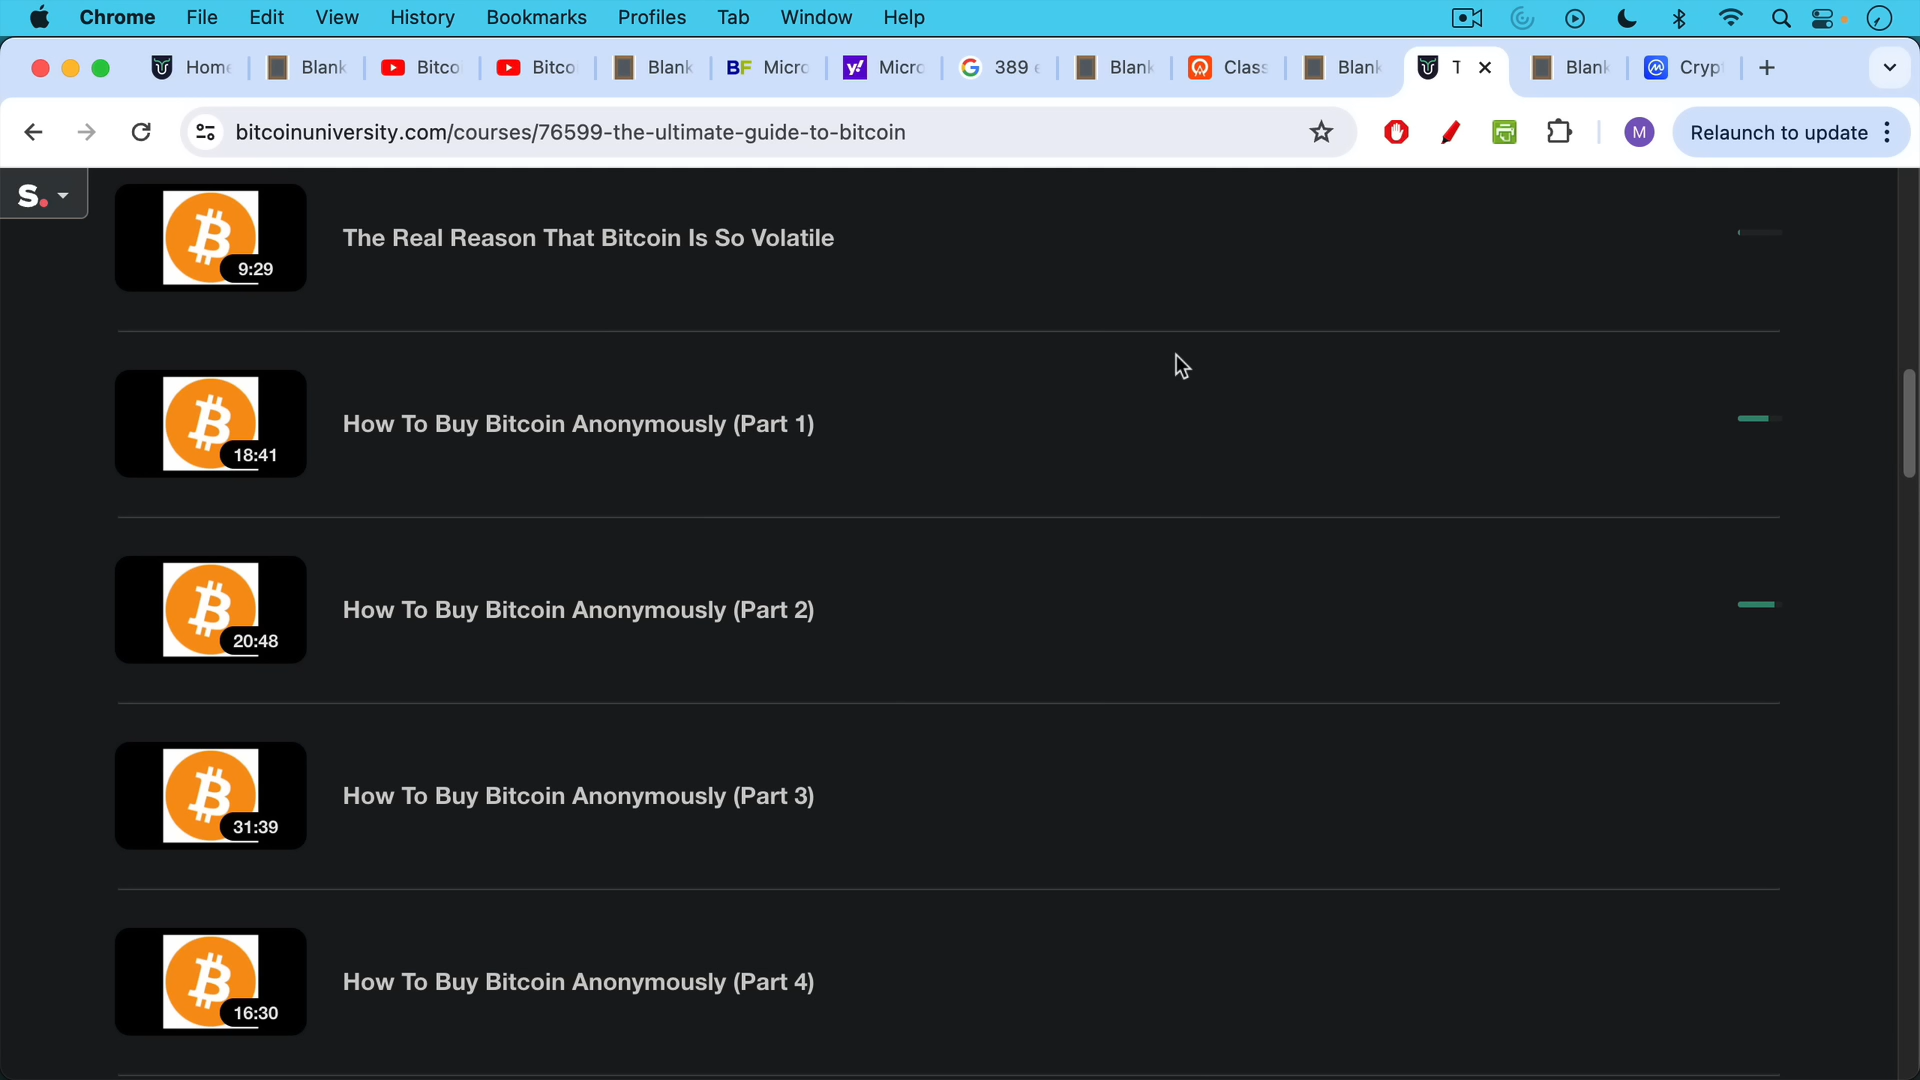 Chrome File Edit View History Bookmarks Profiles Tab Window Help
Home Blank Bitco Bitco Blank BF Micro y! Micro G 389 Blank Class Blank T Blank Crypt
bitcoinuniversity.com/courses/76599-the-ultimate-guide-to-bitcoin M Relaunch to update
S.
9:29 The Real Reason That Bitcoin Is So Volatile
18:41 How To Buy Bitcoin Anonymously (Part 1)
20:48 How To Buy Bitcoin Anonymously (Part 2)
31:39 How To Buy Bitcoin Anonymously (Part 3)
16:30 How To Buy Bitcoin Anonymously (Part 4)